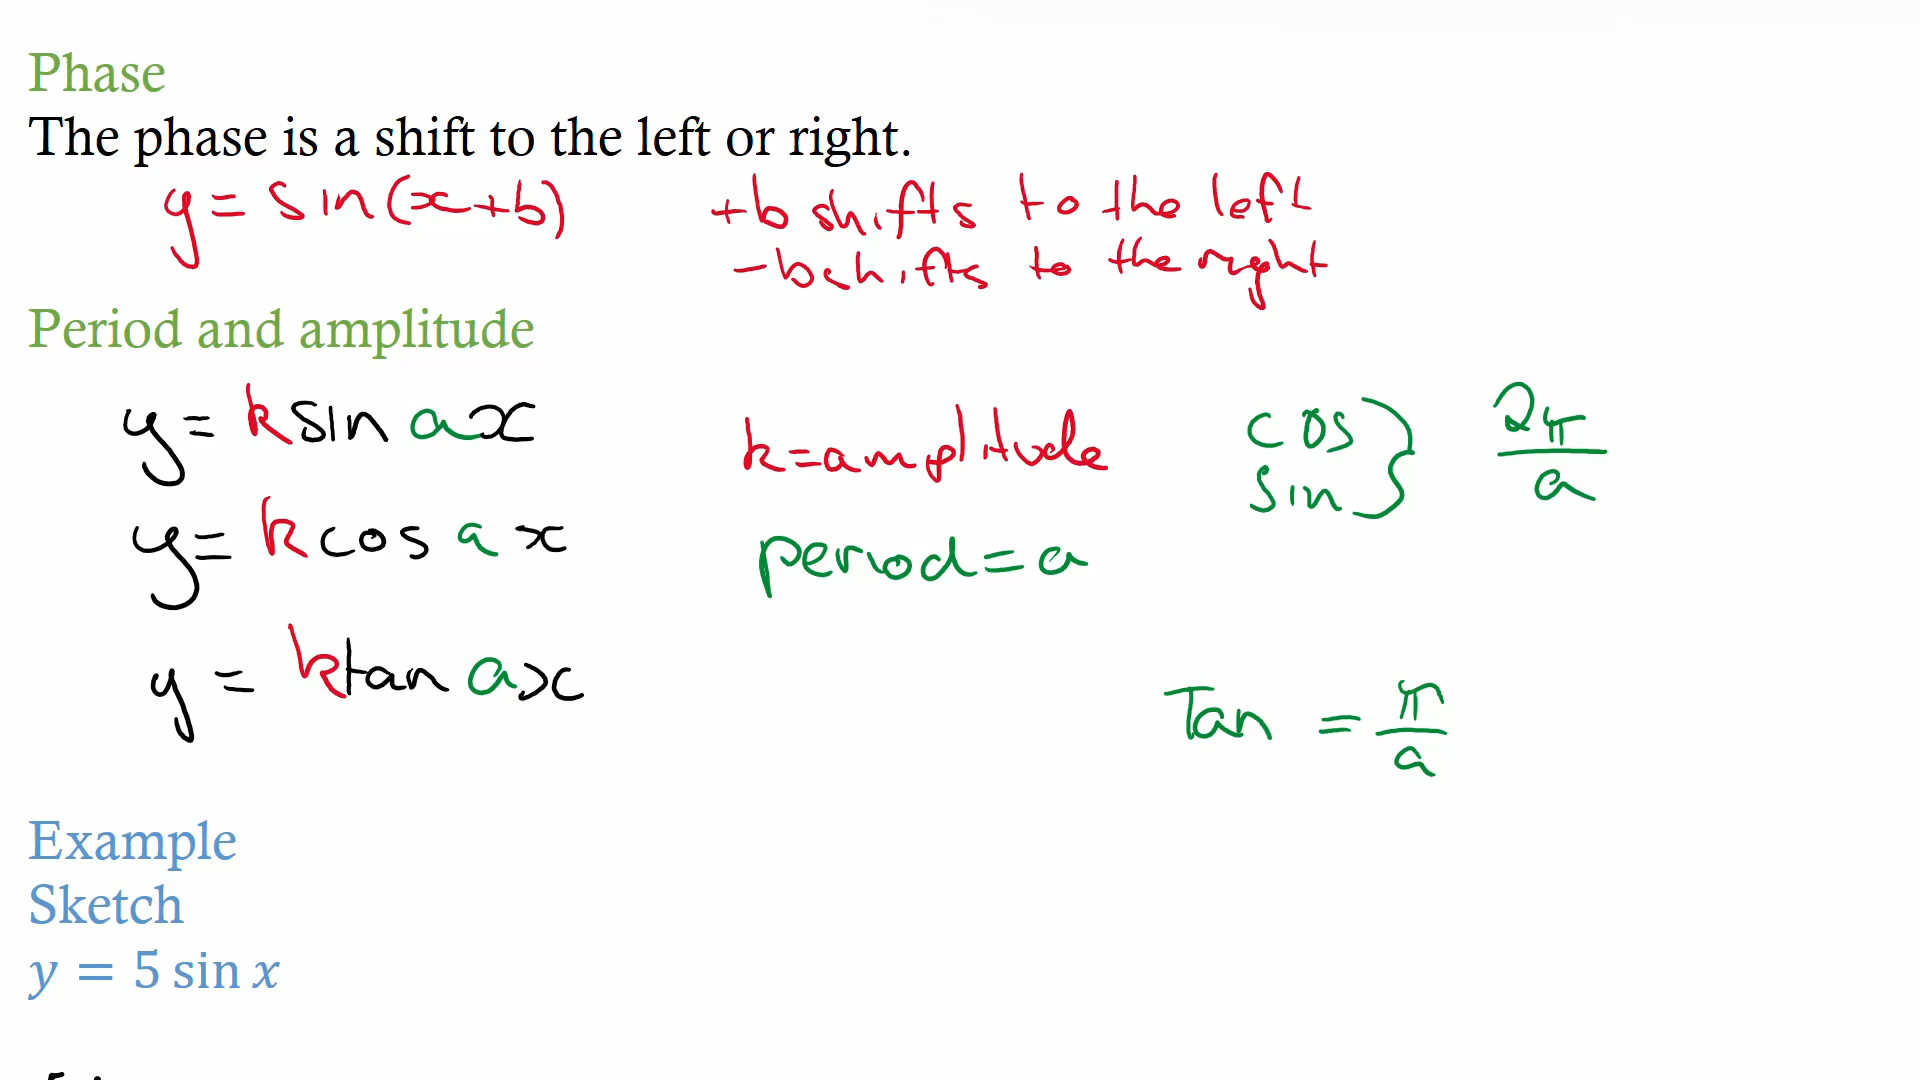 Phase
The phase is a shift to the left or right.
y = sin(x+b)
+b shifts to the left
-b shifts to the right
Period and amplitude
y = k sin ax
k = amplitude
cos
sin } 2π/a
y = k cos ax
period = a
y = k tan ax
Tan = π/a
Example
Sketch
y = 5 sin x